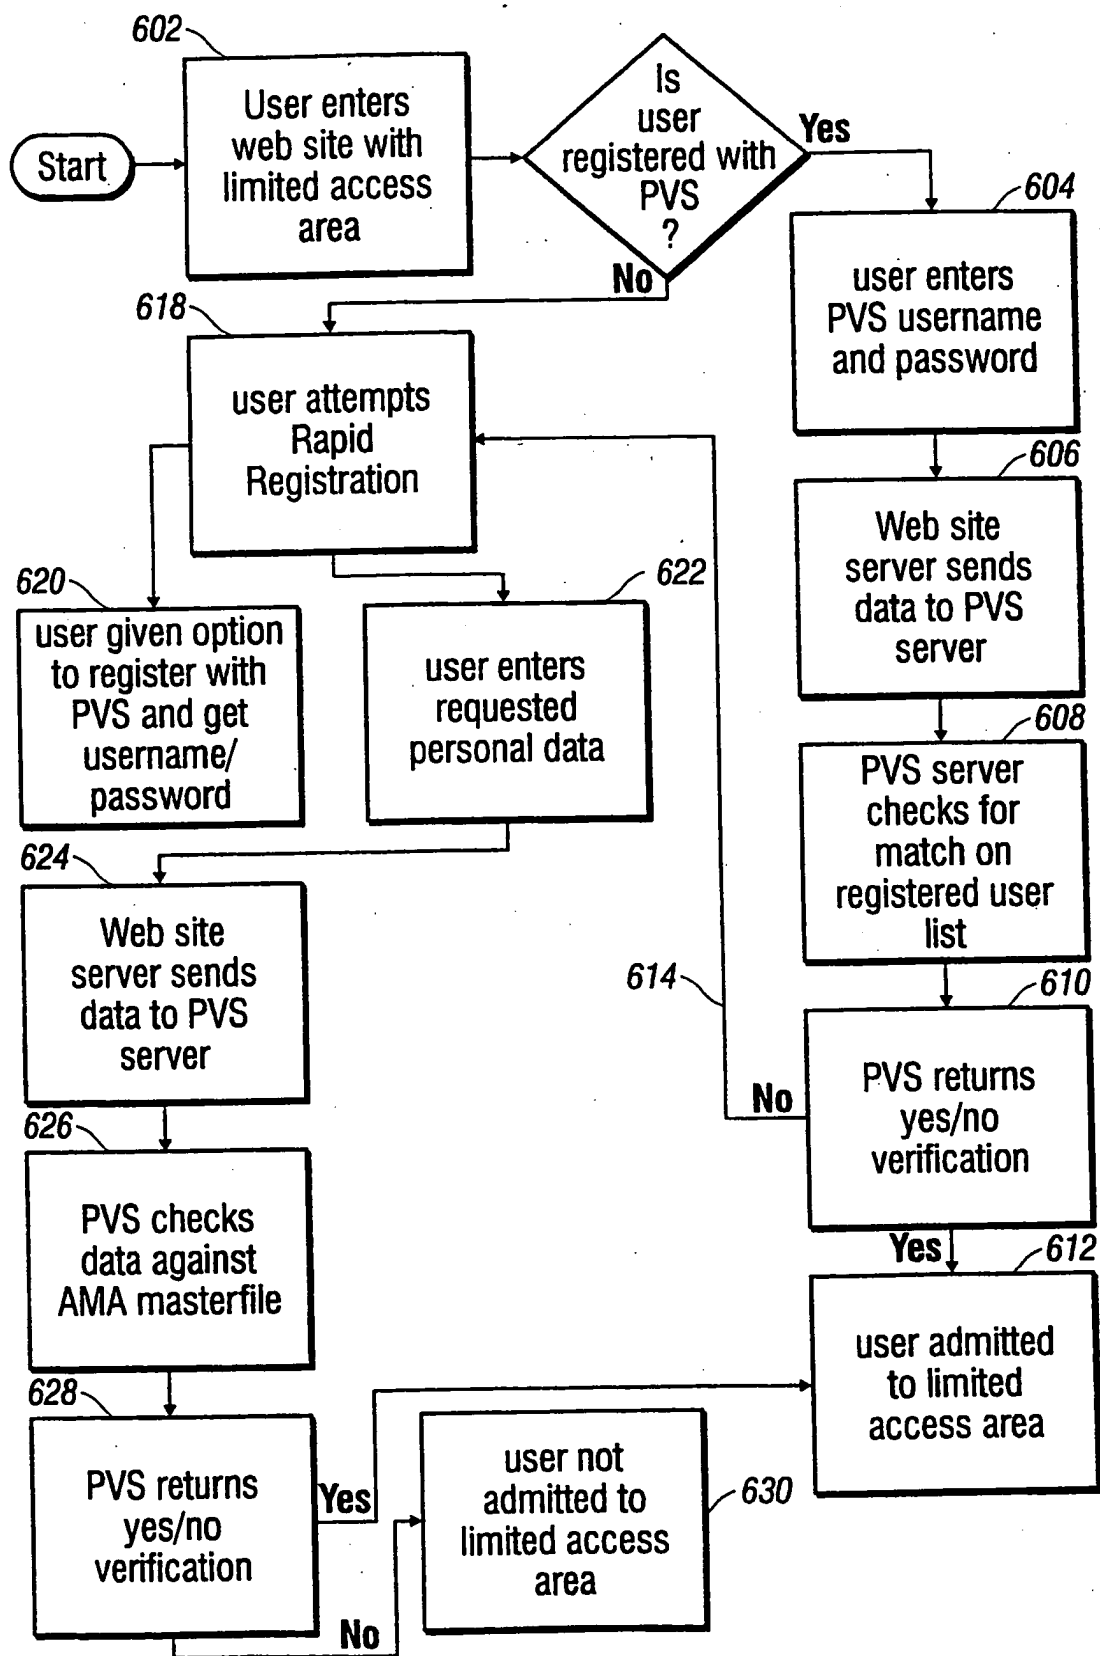 602
User enters
web site with
limited access
area
Start
Is
user
registered with
PVS
?
Yes
No
604
user enters
PVS username
and password
618
user attempts
Rapid
Registration
606
Web site
server sends
data to PVS
server
620
user given option
to register with
PVS and get
username/
password
622
user enters
requested
personal data
608
PVS server
checks for
match on
registered user
list
624
Web site
server sends
data to PVS
server
614
610
PVS returns
yes/no
verification
No
Yes
626
PVS checks
data against
AMA masterfile
612
user admitted
to limited
access area
628
PVS returns
yes/no
verification
Yes
No
user not
admitted to
limited access
area
630